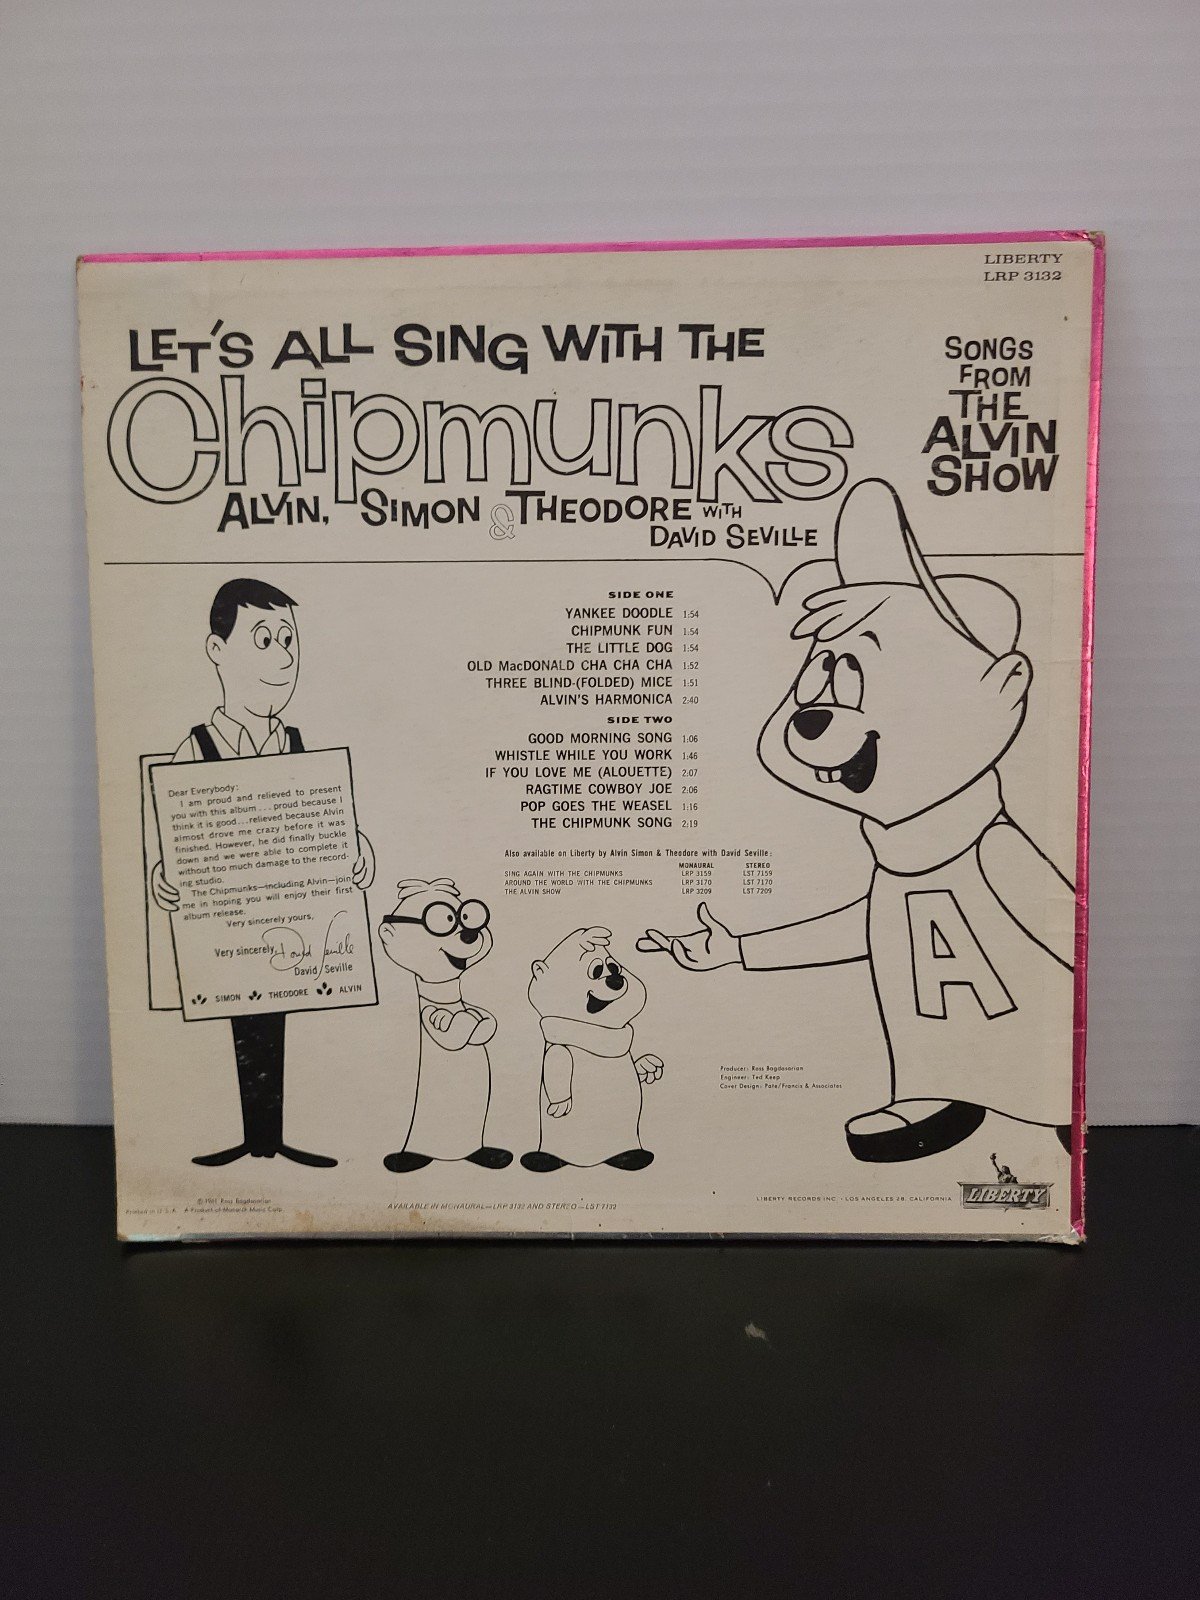 LIBERTY
LRP 3132
LET'S ALL SING WITH THE
Chipmunks
ALVIN, SIMON & THEODORE WITH
DAVID SEVILLE
SONGS
FROM
THE
ALVIN
SHOW
SIDE ONE
YANKEE DOODLE 1:54
CHIPMUNK FUN 1:54
THE LITTLE DOG 1:54
OLD MacDONALD CHA CHA CHA 1:52
THREE BLIND-(FOLDED) MICE 1:51
ALVIN'S HARMONICA 2:40
SIDE TWO
GOOD MORNING SONG 1:06
WHISTLE WHILE YOU WORK 1:46
IF YOU LOVE ME (ALOUETTE) 2:07
RAGTIME COWBOY JOE 2:06
POP GOES THE WEASEL 1:16
THE CHIPMUNK SONG 2:19
Also available on Liberty by Alvin Simon & Theodore with David Seville:
MONAURAL STEREO
SING AGAIN WITH THE CHIPMUNKS LRP 3159 LST 7159
AROUND THE WORLD WITH THE CHIPMUNKS LRP 3170 LST 7170
THE ALVIN SHOW LRP 3209 LST 7209
Dear Everybody:
I am proud and relieved to present
you with this album...proud because I
think it is good...relieved because Alvin
almost drove me crazy before it was
finished. However, he did finally buckle
down and we were able to complete it
without too much damage to the record-
ing studio.
The Chipmunks—including Alvin—join
me in hoping you will enjoy their first
album release.
Very sincerely yours,
Very sincerely, David Seville
David Seville
SIMON THEODORE ALVIN
A
Producer: Ross Bagdasarian
Engineer: Ted Keep
Cover Design: Pate/Francis & Associates
© 1961 Ross Bagdasarian
Printed in U.S.A. A Product of Monarch Music Corp.
AVAILABLE IN MONAURAL—LRP 3132 AND STEREO—LST 7132
LIBERTY RECORDS INC · LOS ANGELES 28, CALIFORNIA
LIBERTY